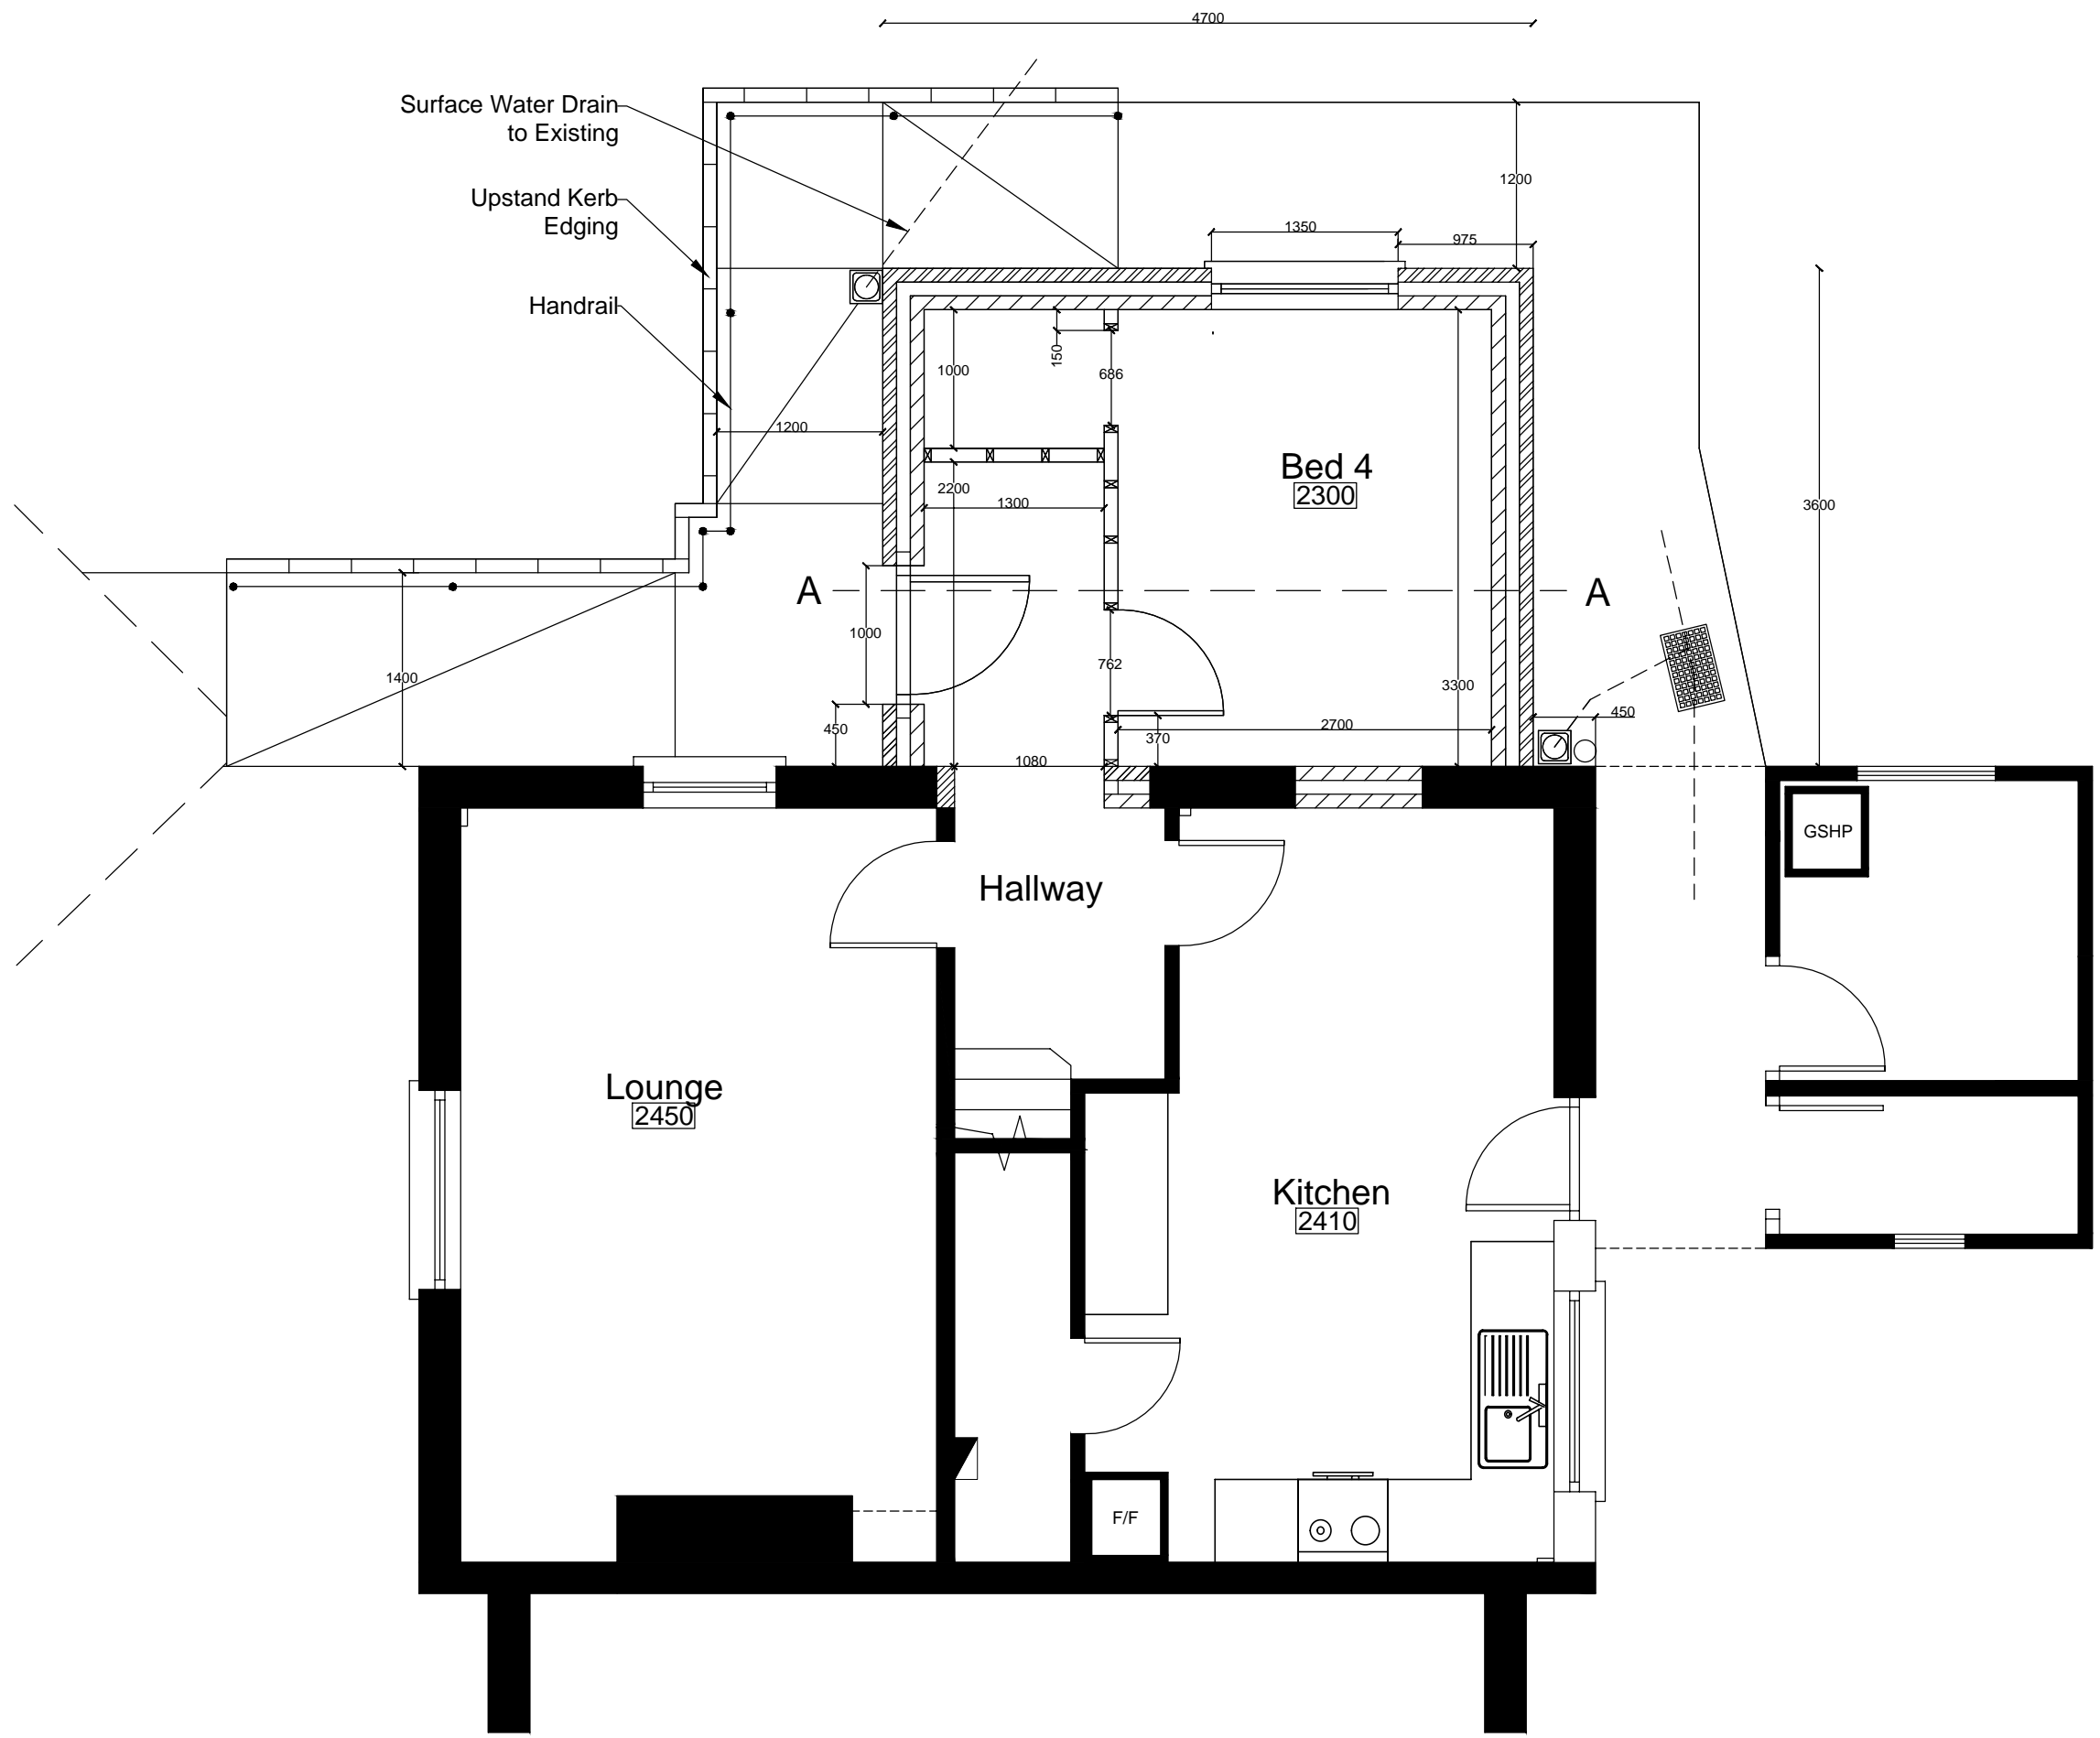 4700
Surface Water Drain
to Existing
Upstand Kerb
Edging
Handrail
1200
1350
975
1000
150
686
1200
2200
1300
Bed 4
2300
3600
A
A
1000
762
1400
450
3300
450
2700
370
1080
GSHP
Hallway
Lounge
2450
Kitchen
2410
F/F